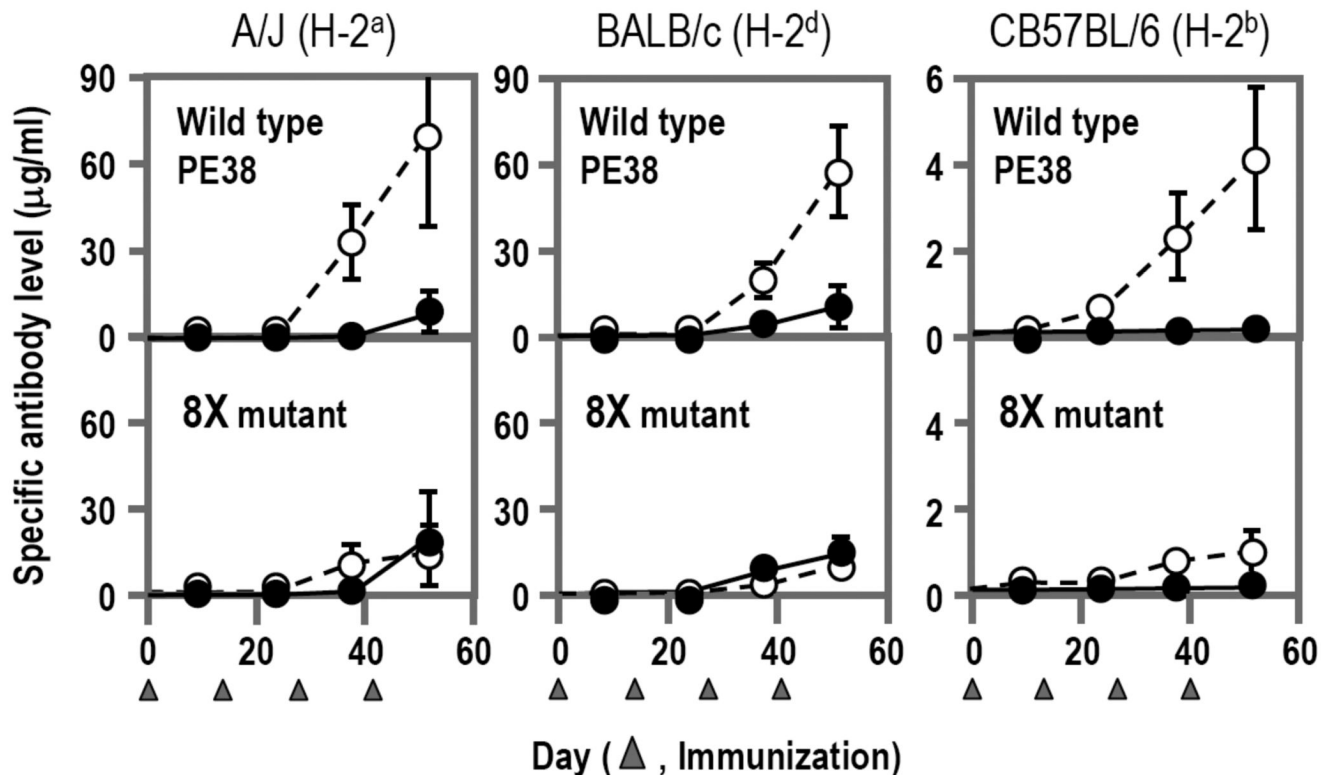 A/J (H-2ᵃ)
BALB/c (H-2ᵈ)
CB57BL/6 (H-2ᵇ)
Specific antibody level (µg/ml)
90
60
30
0
Wild type
PE38
90
60
30
0
Wild type
PE38
6
4
2
0
Wild type
PE38
60
30
0
8X mutant
60
30
0
8X mutant
4
2
0
8X mutant
0 20 40 60
0 20 40 60
0 20 40 60
Day ( ▲ , Immunization)